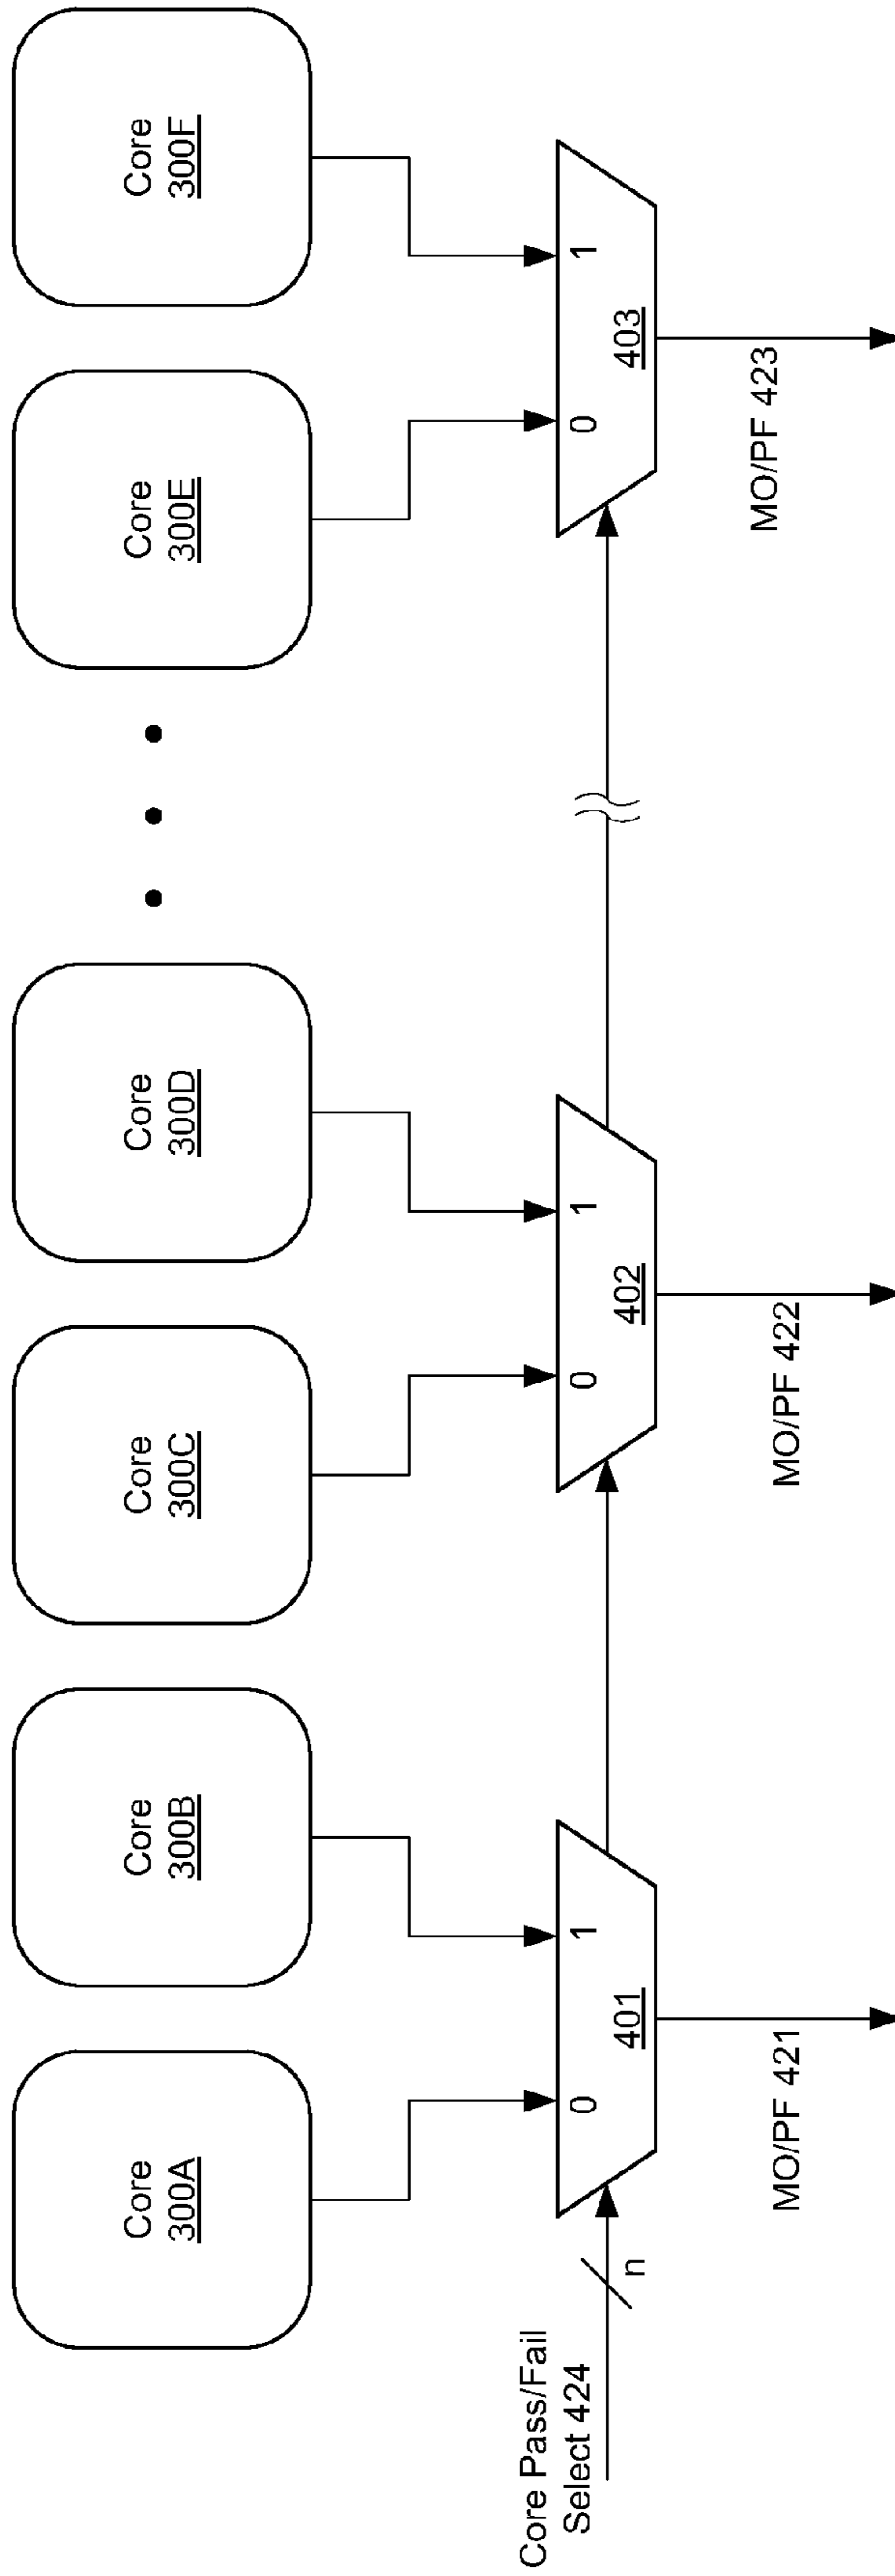 Core
300A
Core
300B
Core
300C
Core
300D
Core
300E
Core
300F
Core Pass/Fail
Select 424
n
0
1
401
0
1
402
0
1
403
MO/PF 421
MO/PF 422
MO/PF 423